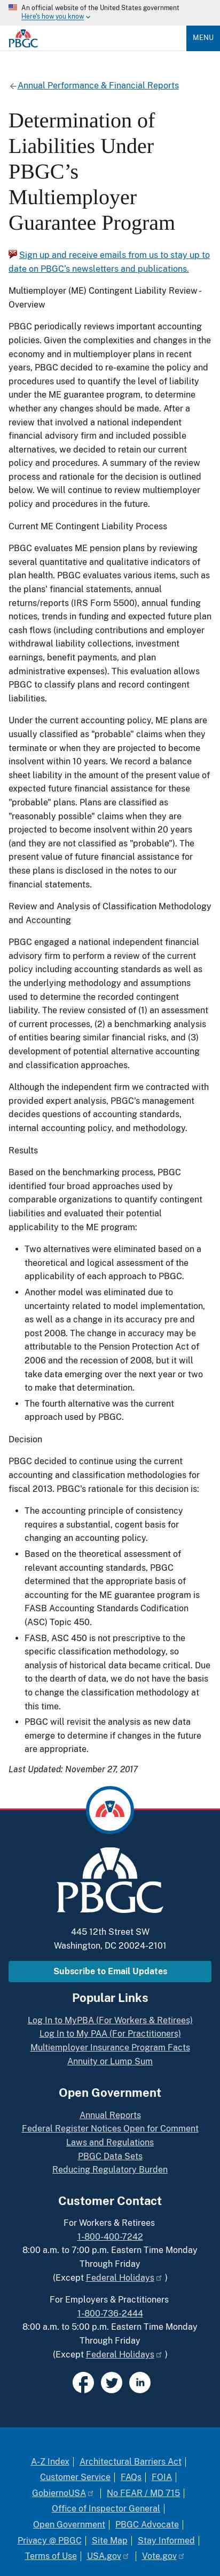 An official website of the United States government
Here's how you know
PBGC
MENU
Annual Performance & Financial Reports
Determination of
Liabilities Under
PBGC’s
Multiemployer
Guarantee Program
Sign up and receive emails from us to stay up to
date on PBGC’s newsletters and publications.
Multiemployer (ME) Contingent Liability Review -
Overview
PBGC periodically reviews important accounting
policies. Given the complexities and changes in the
economy and multiemployer plans in recent
years, PBGC decided to re-examine the policy and
procedures used to quantify the level of liability
under the ME guarantee program, to determine
whether any changes should be made. After a
review that involved a national independent
financial advisory firm and included possible
alternatives, we decided to maintain our current
policy and procedures. A summary of the review
process and rationale for the decision is outlined
below. We will continue to review multiemployer
policy and procedures in the future.
Current ME Contingent Liability Process
PBGC evaluates ME pension plans by reviewing
several quantitative and qualitative indicators of
plan health. PBGC evaluates various items, such as
the plans' financial statements, annual
returns/reports (IRS Form 5500), annual funding
notices, trends in funding and expected future plan
cash flows (including contributions and employer
withdrawal liability collections, investment
earnings, benefit payments, and plan
administrative expenses). This evaluation allows
PBGC to classify plans and record contingent
liabilities.
Under our current accounting policy, ME plans are
usually classified as "probable" claims when they
are terminated or when they are projected to become
insolvent within 10 years. We record a balance
sheet liability in the amount of the present value of
expected future financial assistance for these
"probable" plans. Plans are classified as
"reasonably possible" claims when they are
projected to become insolvent within 20 years (and
they are not classified as "probable"). The present
value of the future financial assistance for these
plans is disclosed.
Review and Analysis of Classification Methodology
and Accounting
PBGC engaged a national independent financial
advisory firm to provide an assessment of whether
the underlying methodology and assumptions
used to determine the recorded contingent
liability. The review consisted of (1) an assessment
of current processes, (2) a benchmarking analysis
with entities bearing similar financial risks, and (3)
development of potential alternative accounting
and classification approaches.
Although the independent firm we contracted with
provided expert analysis, PBGC's management
decides questions of accounting and assumptions,
standards, internal accounting, and methodology.
Results
Based on the benchmarking process, PBGC
identified four broad approaches used by
comparable organizations to quantify contingent
liabilities and then evaluated their potential
applicability to the ME program:
• Two alternatives were eliminated based on a
theoretical and logical assessment of the
applicability of each approach to PBGC.
• Another model was eliminated due to
uncertainty related to model implementation,
as well as changes in its accuracy pre and
post 2008. The change in accuracy may be
attributable to the Pension Protection Act of
2006 and the recession of 2008, but it will
take data emerging over the next year or two
to make that determination.
• The fourth alternative was the current
approach used by PBGC.
Decision
PBGC decided to continue using the current
accounting and classification methodologies for
fiscal 2013. PBGC's rationale for this decision is:
• The accounting principle of consistency
requires a substantial, cogent basis for
changing an accounting policy.
• Based on the theoretical assessment of
relevant accounting standards, PBGC
determined that the appropriate basis of
accounting for the ME guarantee program is
FASB Accounting Standards Codification
(ASC) Topic 450.
• FASB, ASC 450 is not prescriptive to the
specific classification methodology, so
analysis of historical data became critical. Due
to the dearth of historical data, we did not
change the existing methodology at
this time.
• PBGC will revisit the analysis as new data
emerge to determine if changes in the future
are appropriate.
Last Updated: November 27, 2017
PBGC
445 12th Street SW
Washington, DC 20024-2101
Subscribe to Email Updates
Popular Links
Log In to MyPBA (For Workers & Retirees)
Log In to My PAA (For Practitioners)
Multiemployer Insurance Program Facts
Annuity or Lump Sum
Open Government
Annual Reports
Federal Register Notices Open for Comment
Laws and Regulations
PBGC Data Sets
Reducing Regulatory Burden
Customer Contact
For Workers & Retirees
1-800-400-7242
8:00 a.m. to 7:00 p.m. Eastern Time Monday
Through Friday
(Except Federal Holidays )
For Employers & Practitioners
1-800-736-2444
8:00 a.m. to 5:00 p.m. Eastern Time Monday
Through Friday
(Except Federal Holidays )
A-Z Index | Architectural Barriers Act |
Customer Service | FAQs | FOIA |
GobiernoUSA | No FEAR / MD 715 |
Office of Inspector General |
Open Government | PBGC Advocate |
Privacy @ PBGC | Site Map | Stay Informed |
Terms of Use | USA.gov | Vote.gov